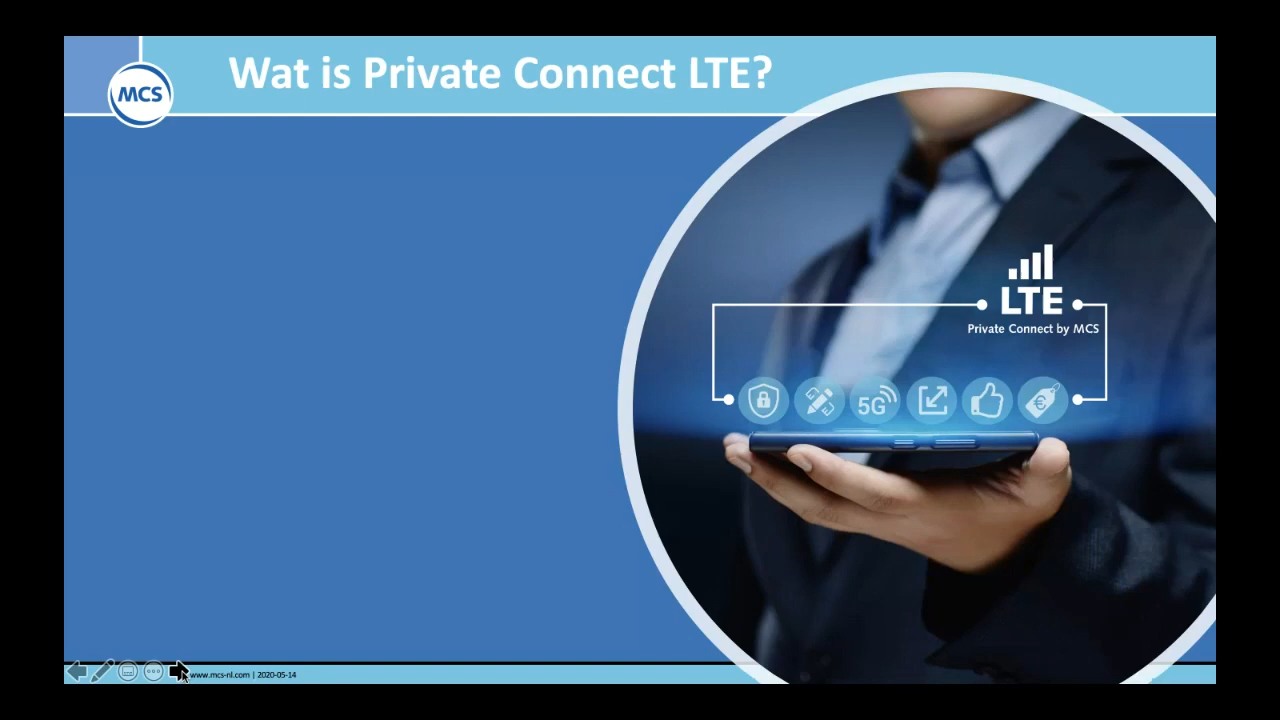 Wat is Private Connect LTE?
MCS
LTE
Private Connect by MCS
5G
€
www.mcs-nl.com | 2020-05-14